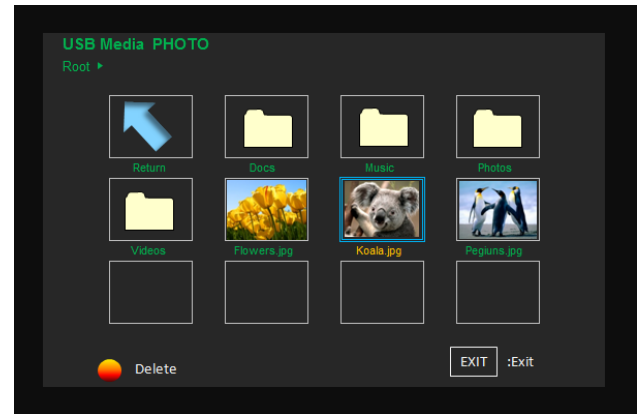 USB Media PHOTO
Root ▸
Return Docs Music Photos
Videos Flowers.jpg Koala.jpg Pegiuns.jpg
Delete EXIT :Exit